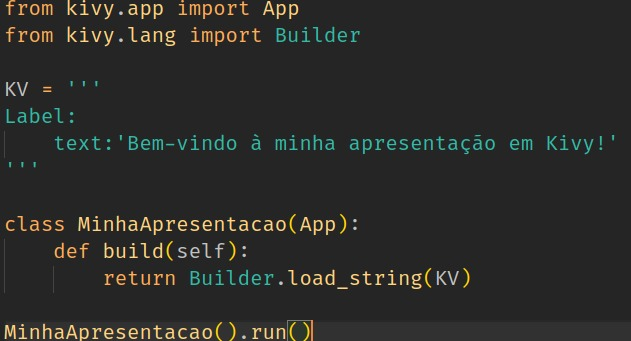 from kivy.app import App
from kivy.lang import Builder
KV = '''
Label:
    text:'Bem-vindo à minha apresentação em Kivy!'
'''
class MinhaApresentacao(App):
    def build(self):
        return Builder.load_string(KV)
MinhaApresentacao().run()